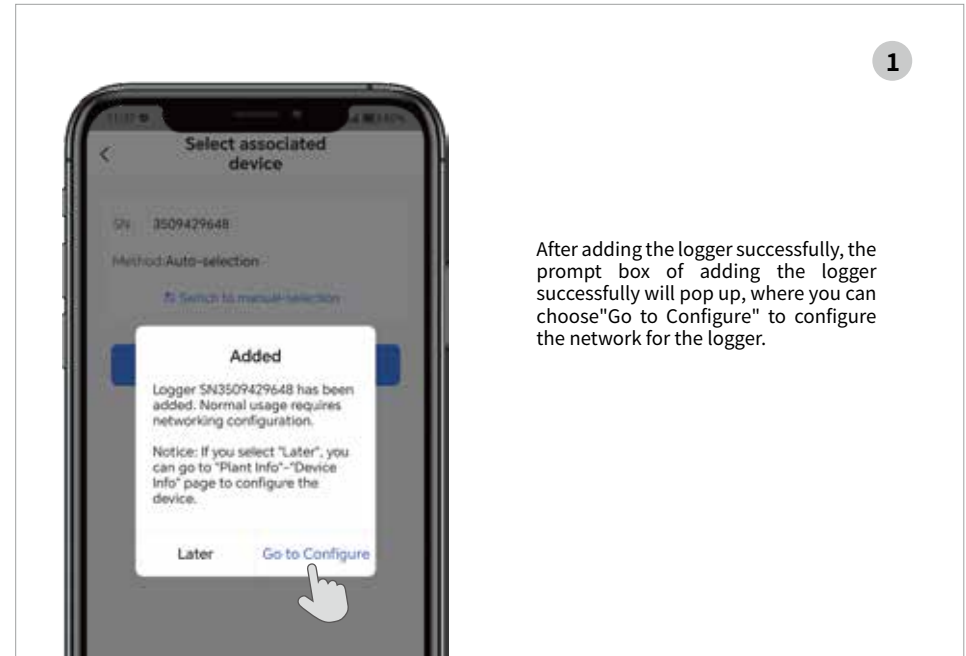 1
Select associated
device
SN: 3509429648
Method:Auto-selection
Switch to manual-selection
Added
Logger SN3509429648 has been
added. Normal usage requires
networking configuration.
Notice: If you select "Later", you
can go to "Plant Info"-"Device
Info" page to configure the
device.
Later Go to Configure
After adding the logger successfully, the
prompt box of adding the logger
successfully will pop up, where you can
choose"Go to Configure" to configure
the network for the logger.